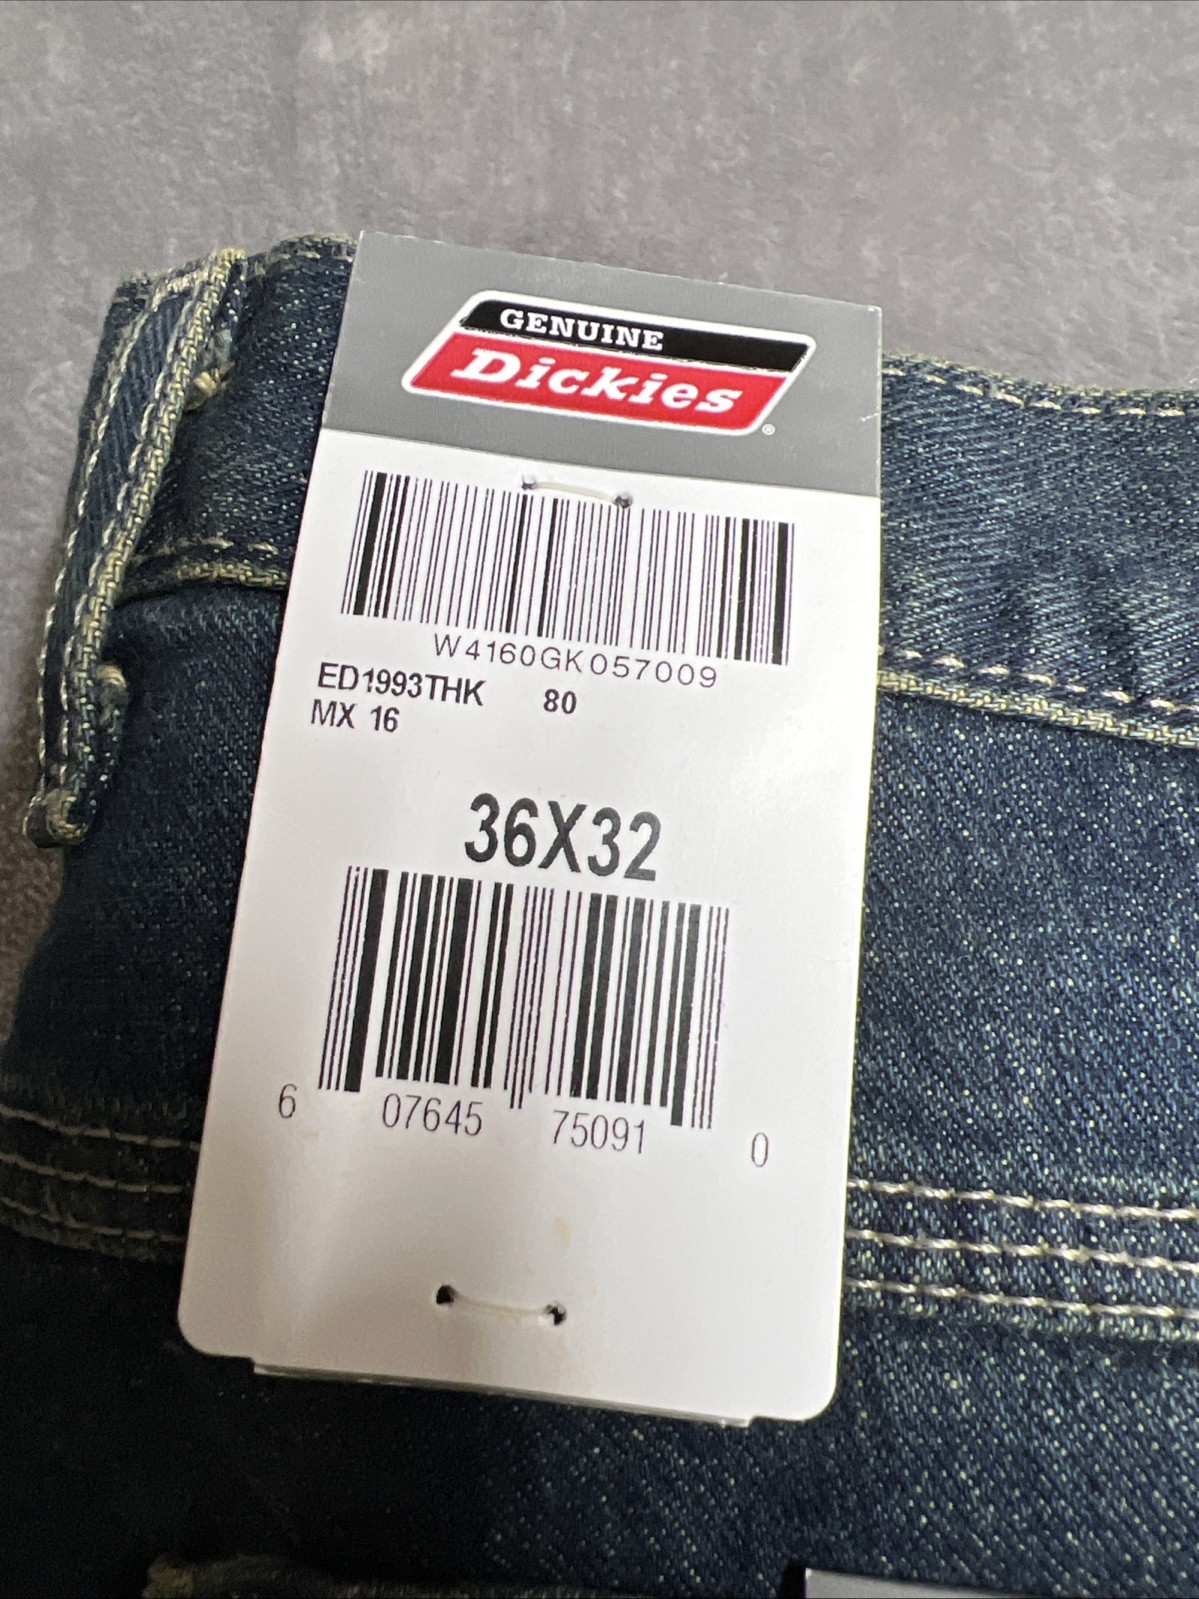 GENUINE
Dickies®
W4160GK057009
ED1993THK 80
MX 16
36X32
6 07645 75091 0